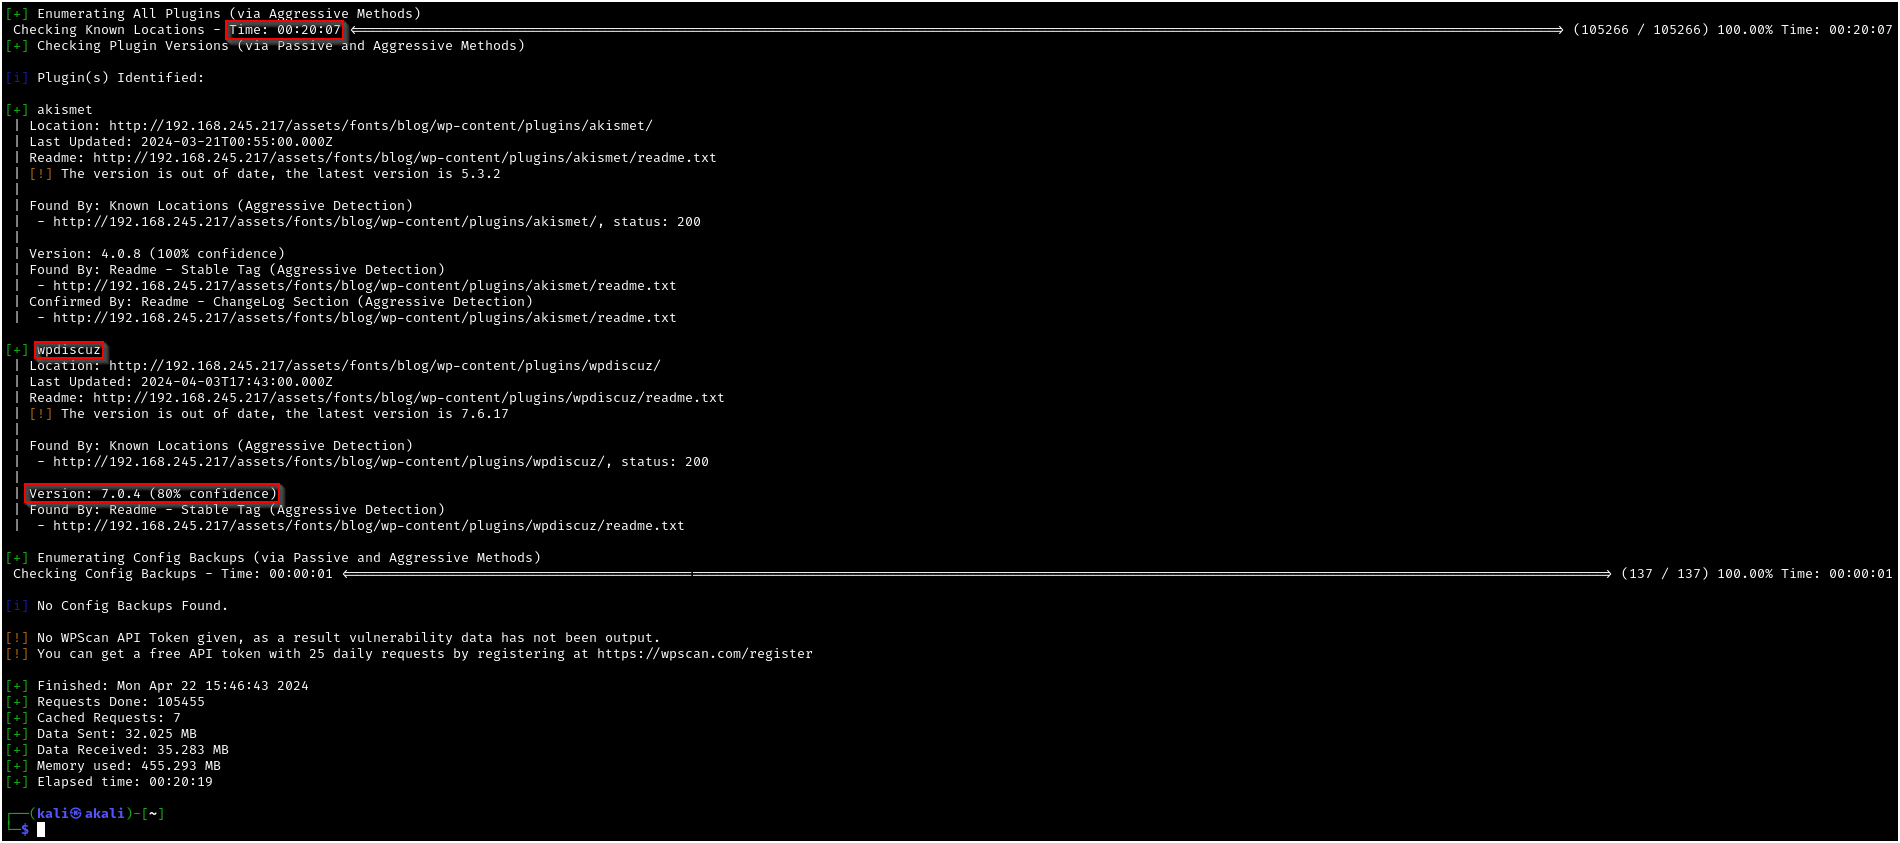 [+] Enumerating All Plugins (via Aggressive Methods)
Checking Known Locations - Time: 00:20:07 <====================> (105266 / 105266) 100.00% Time: 00:20:07
[+] Checking Plugin Versions (via Passive and Aggressive Methods)
[i] Plugin(s) Identified:
[+] akismet
| Location: http://192.168.245.217/assets/fonts/blog/wp-content/plugins/akismet/
| Last Updated: 2024-03-21T00:55:00.000Z
| Readme: http://192.168.245.217/assets/fonts/blog/wp-content/plugins/akismet/readme.txt
| [!] The version is out of date, the latest version is 5.3.2
|
| Found By: Known Locations (Aggressive Detection)
|  - http://192.168.245.217/assets/fonts/blog/wp-content/plugins/akismet/, status: 200
|
| Version: 4.0.8 (100% confidence)
| Found By: Readme - Stable Tag (Aggressive Detection)
|  - http://192.168.245.217/assets/fonts/blog/wp-content/plugins/akismet/readme.txt
| Confirmed By: Readme - ChangeLog Section (Aggressive Detection)
|  - http://192.168.245.217/assets/fonts/blog/wp-content/plugins/akismet/readme.txt
[+] wpdiscuz
| Location: http://192.168.245.217/assets/fonts/blog/wp-content/plugins/wpdiscuz/
| Last Updated: 2024-04-03T17:43:00.000Z
| Readme: http://192.168.245.217/assets/fonts/blog/wp-content/plugins/wpdiscuz/readme.txt
| [!] The version is out of date, the latest version is 7.6.17
|
| Found By: Known Locations (Aggressive Detection)
|  - http://192.168.245.217/assets/fonts/blog/wp-content/plugins/wpdiscuz/, status: 200
|
| Version: 7.0.4 (80% confidence)
| Found By: Readme - Stable Tag (Aggressive Detection)
|  - http://192.168.245.217/assets/fonts/blog/wp-content/plugins/wpdiscuz/readme.txt
[+] Enumerating Config Backups (via Passive and Aggressive Methods)
Checking Config Backups - Time: 00:00:01 <====================> (137 / 137) 100.00% Time: 00:00:01
[i] No Config Backups Found.
[!] No WPScan API Token given, as a result vulnerability data has not been output.
[!] You can get a free API token with 25 daily requests by registering at https://wpscan.com/register
[+] Finished: Mon Apr 22 15:46:43 2024
[+] Requests Done: 105455
[+] Cached Requests: 7
[+] Data Sent: 32.025 MB
[+] Data Received: 35.283 MB
[+] Memory used: 455.293 MB
[+] Elapsed time: 00:20:19
┌──(kali㉿akali)-[~]
└─$